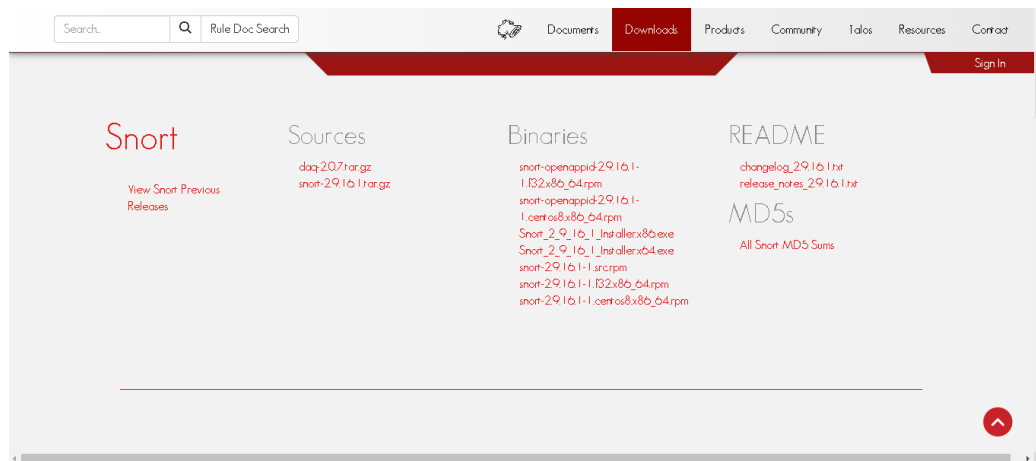 Search..
Rule Doc Search
Documents
Downloads
Products
Community
Talos
Resources
Contact
Sign In
Snort
View Snort Previous
Releases
Sources
daq-2.0.7.tar.gz
snort-2.9.16.1.tar.gz
Binaries
snort-openappid-2.9.16.1-
1.f32.x86_64.rpm
snort-openappid-2.9.16.1-
1.centos8.x86_64.rpm
Snort_2_9_16_1_Installer.x86.exe
Snort_2_9_16_1_Installer.x64.exe
snort-2.9.16.1-1.src.rpm
snort-2.9.16.1-1.f32.x86_64.rpm
snort-2.9.16.1-1.centos8.x86_64.rpm
README
changelog_2.9.16.1.txt
release_notes_2.9.16.1.txt
MD5s
All Snort MD5 Sums